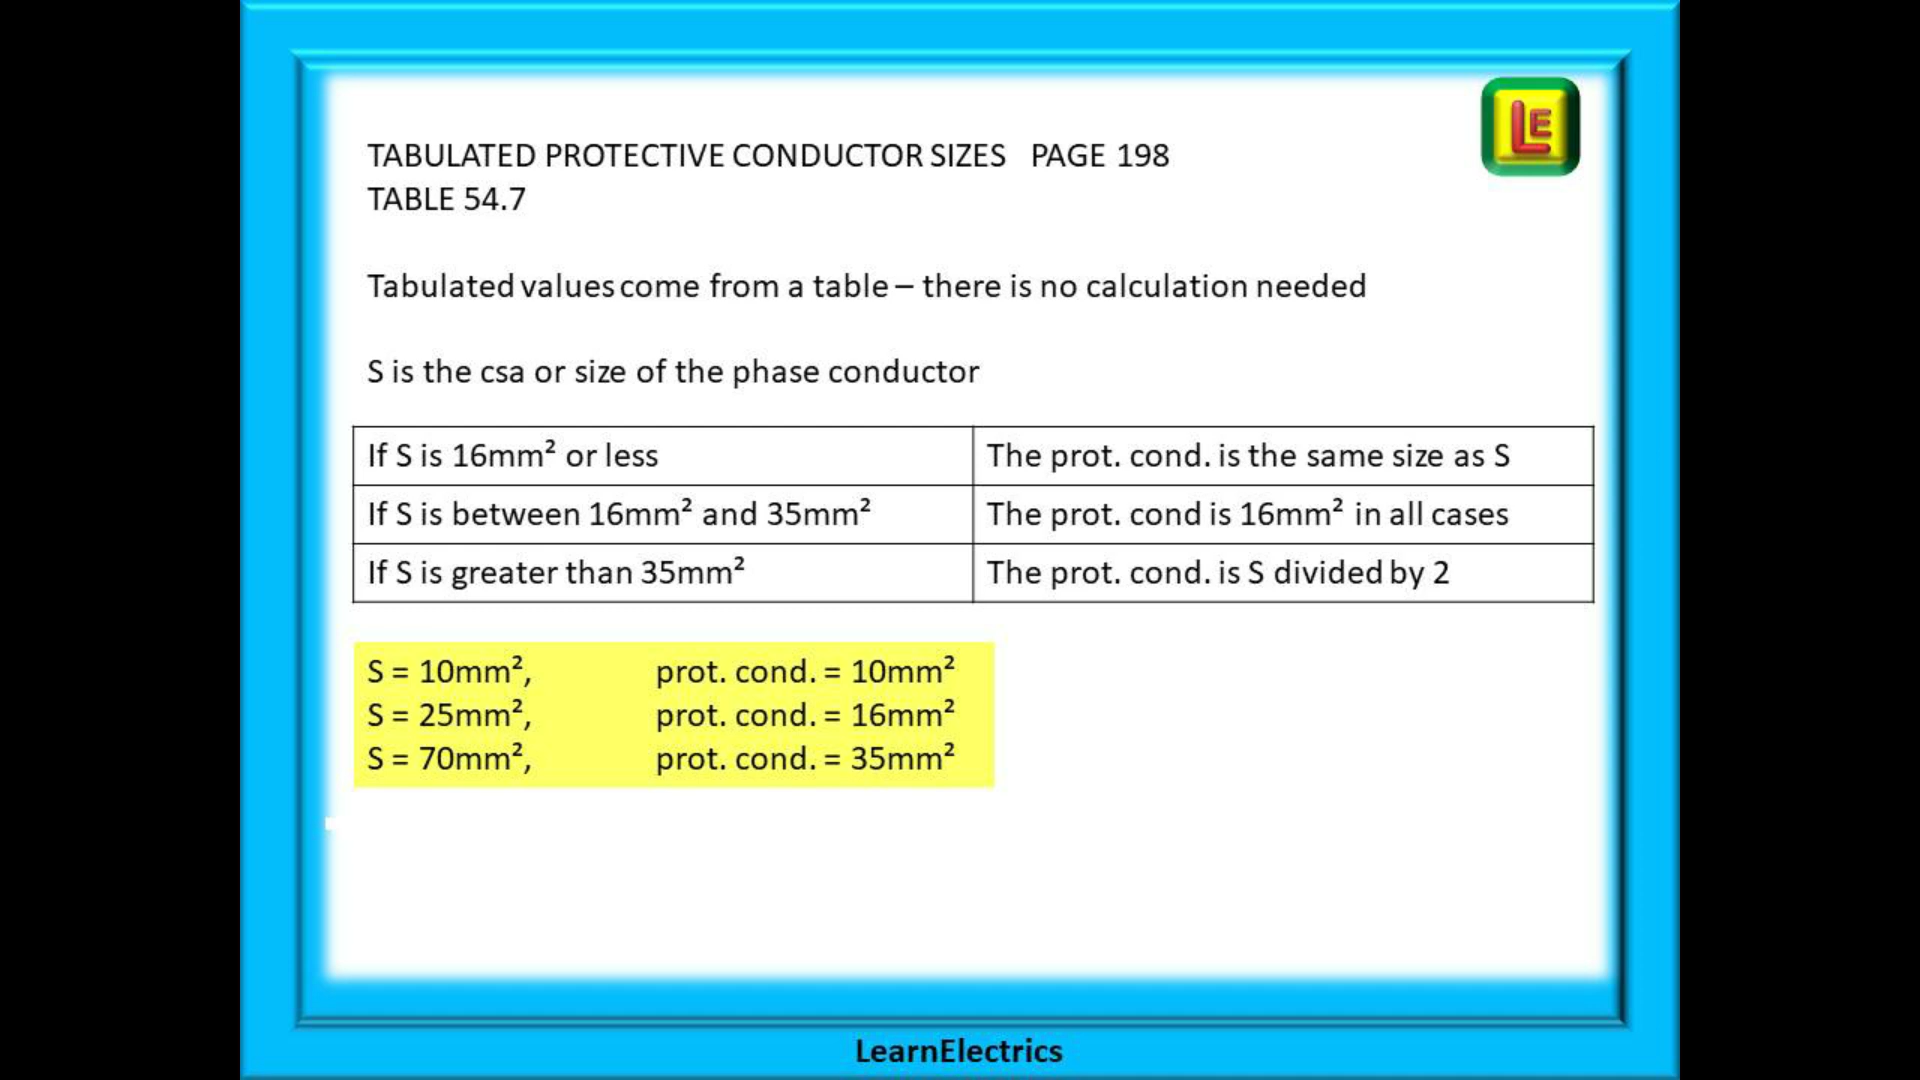 LE
TABULATED PROTECTIVE CONDUCTOR SIZES PAGE 198
TABLE 54.7
Tabulated values come from a table – there is no calculation needed
S is the csa or size of the phase conductor
If S is 16mm² or less The prot. cond. is the same size as S
If S is between 16mm² and 35mm² The prot. cond is 16mm² in all cases
If S is greater than 35mm² The prot. cond. is S divided by 2
S = 10mm², prot. cond. = 10mm²
S = 25mm², prot. cond. = 16mm²
S = 70mm², prot. cond. = 35mm²
LearnElectrics